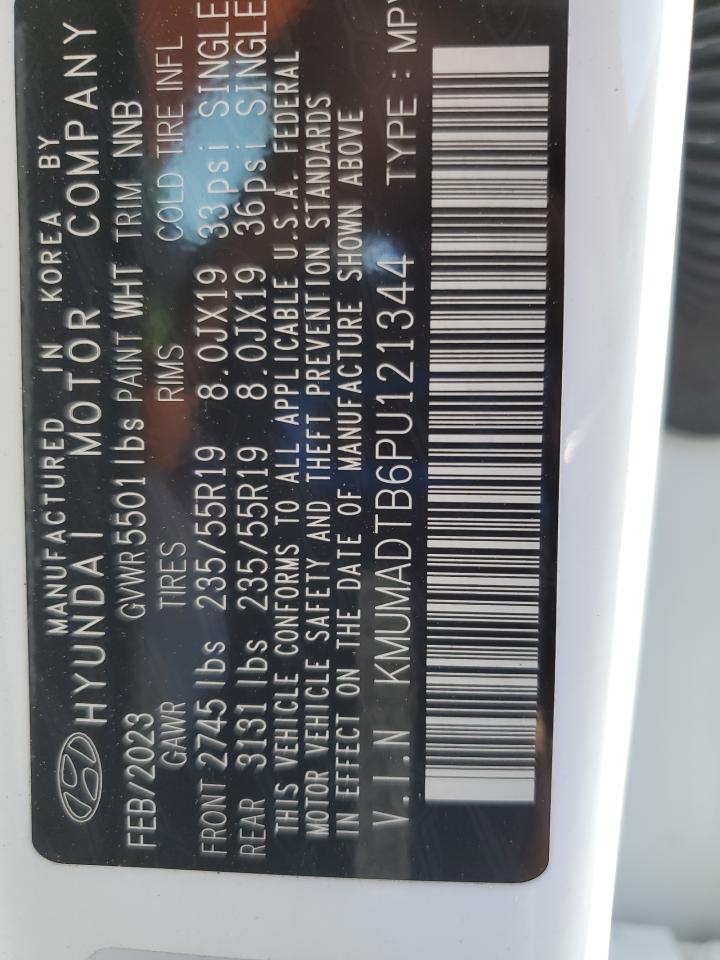 MANUFACTURED IN KOREA BY
HYUNDAI MOTOR COMPANY
FEB/2023 GVWR 5501 lbs PAINT WHT TRIM NNB
GAWR TIRES RIMS COLD TIRE INFL
FRONT 2745 lbs 235/55R19 8.0JX19 33psi SINGLE
REAR 3131 lbs 235/55R19 8.0JX19 36psi SINGLE
THIS VEHICLE CONFORMS TO ALL APPLICABLE U.S.A. FEDERAL
MOTOR VEHICLE SAFETY AND THEFT PREVENTION STANDARDS
IN EFFECT ON THE DATE OF MANUFACTURE SHOWN ABOVE
V.I.N KMUMADTB6PU121344 TYPE : MPV